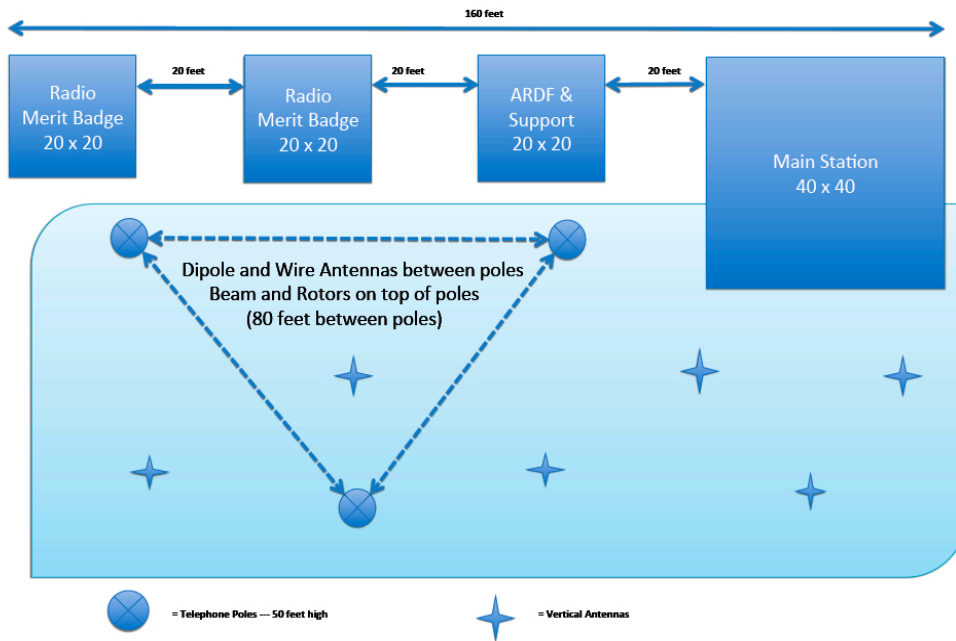 160 feet
20 feet
20 feet
20 feet
Radio
Merit Badge
20 x 20
Radio
Merit Badge
20 x 20
ARDF &
Support
20 x 20
Main Station
40 x 40
Dipole and Wire Antennas between poles
Beam and Rotors on top of poles
(80 feet between poles)
= Telephone Poles --- 50 feet high
= Vertical Antennas